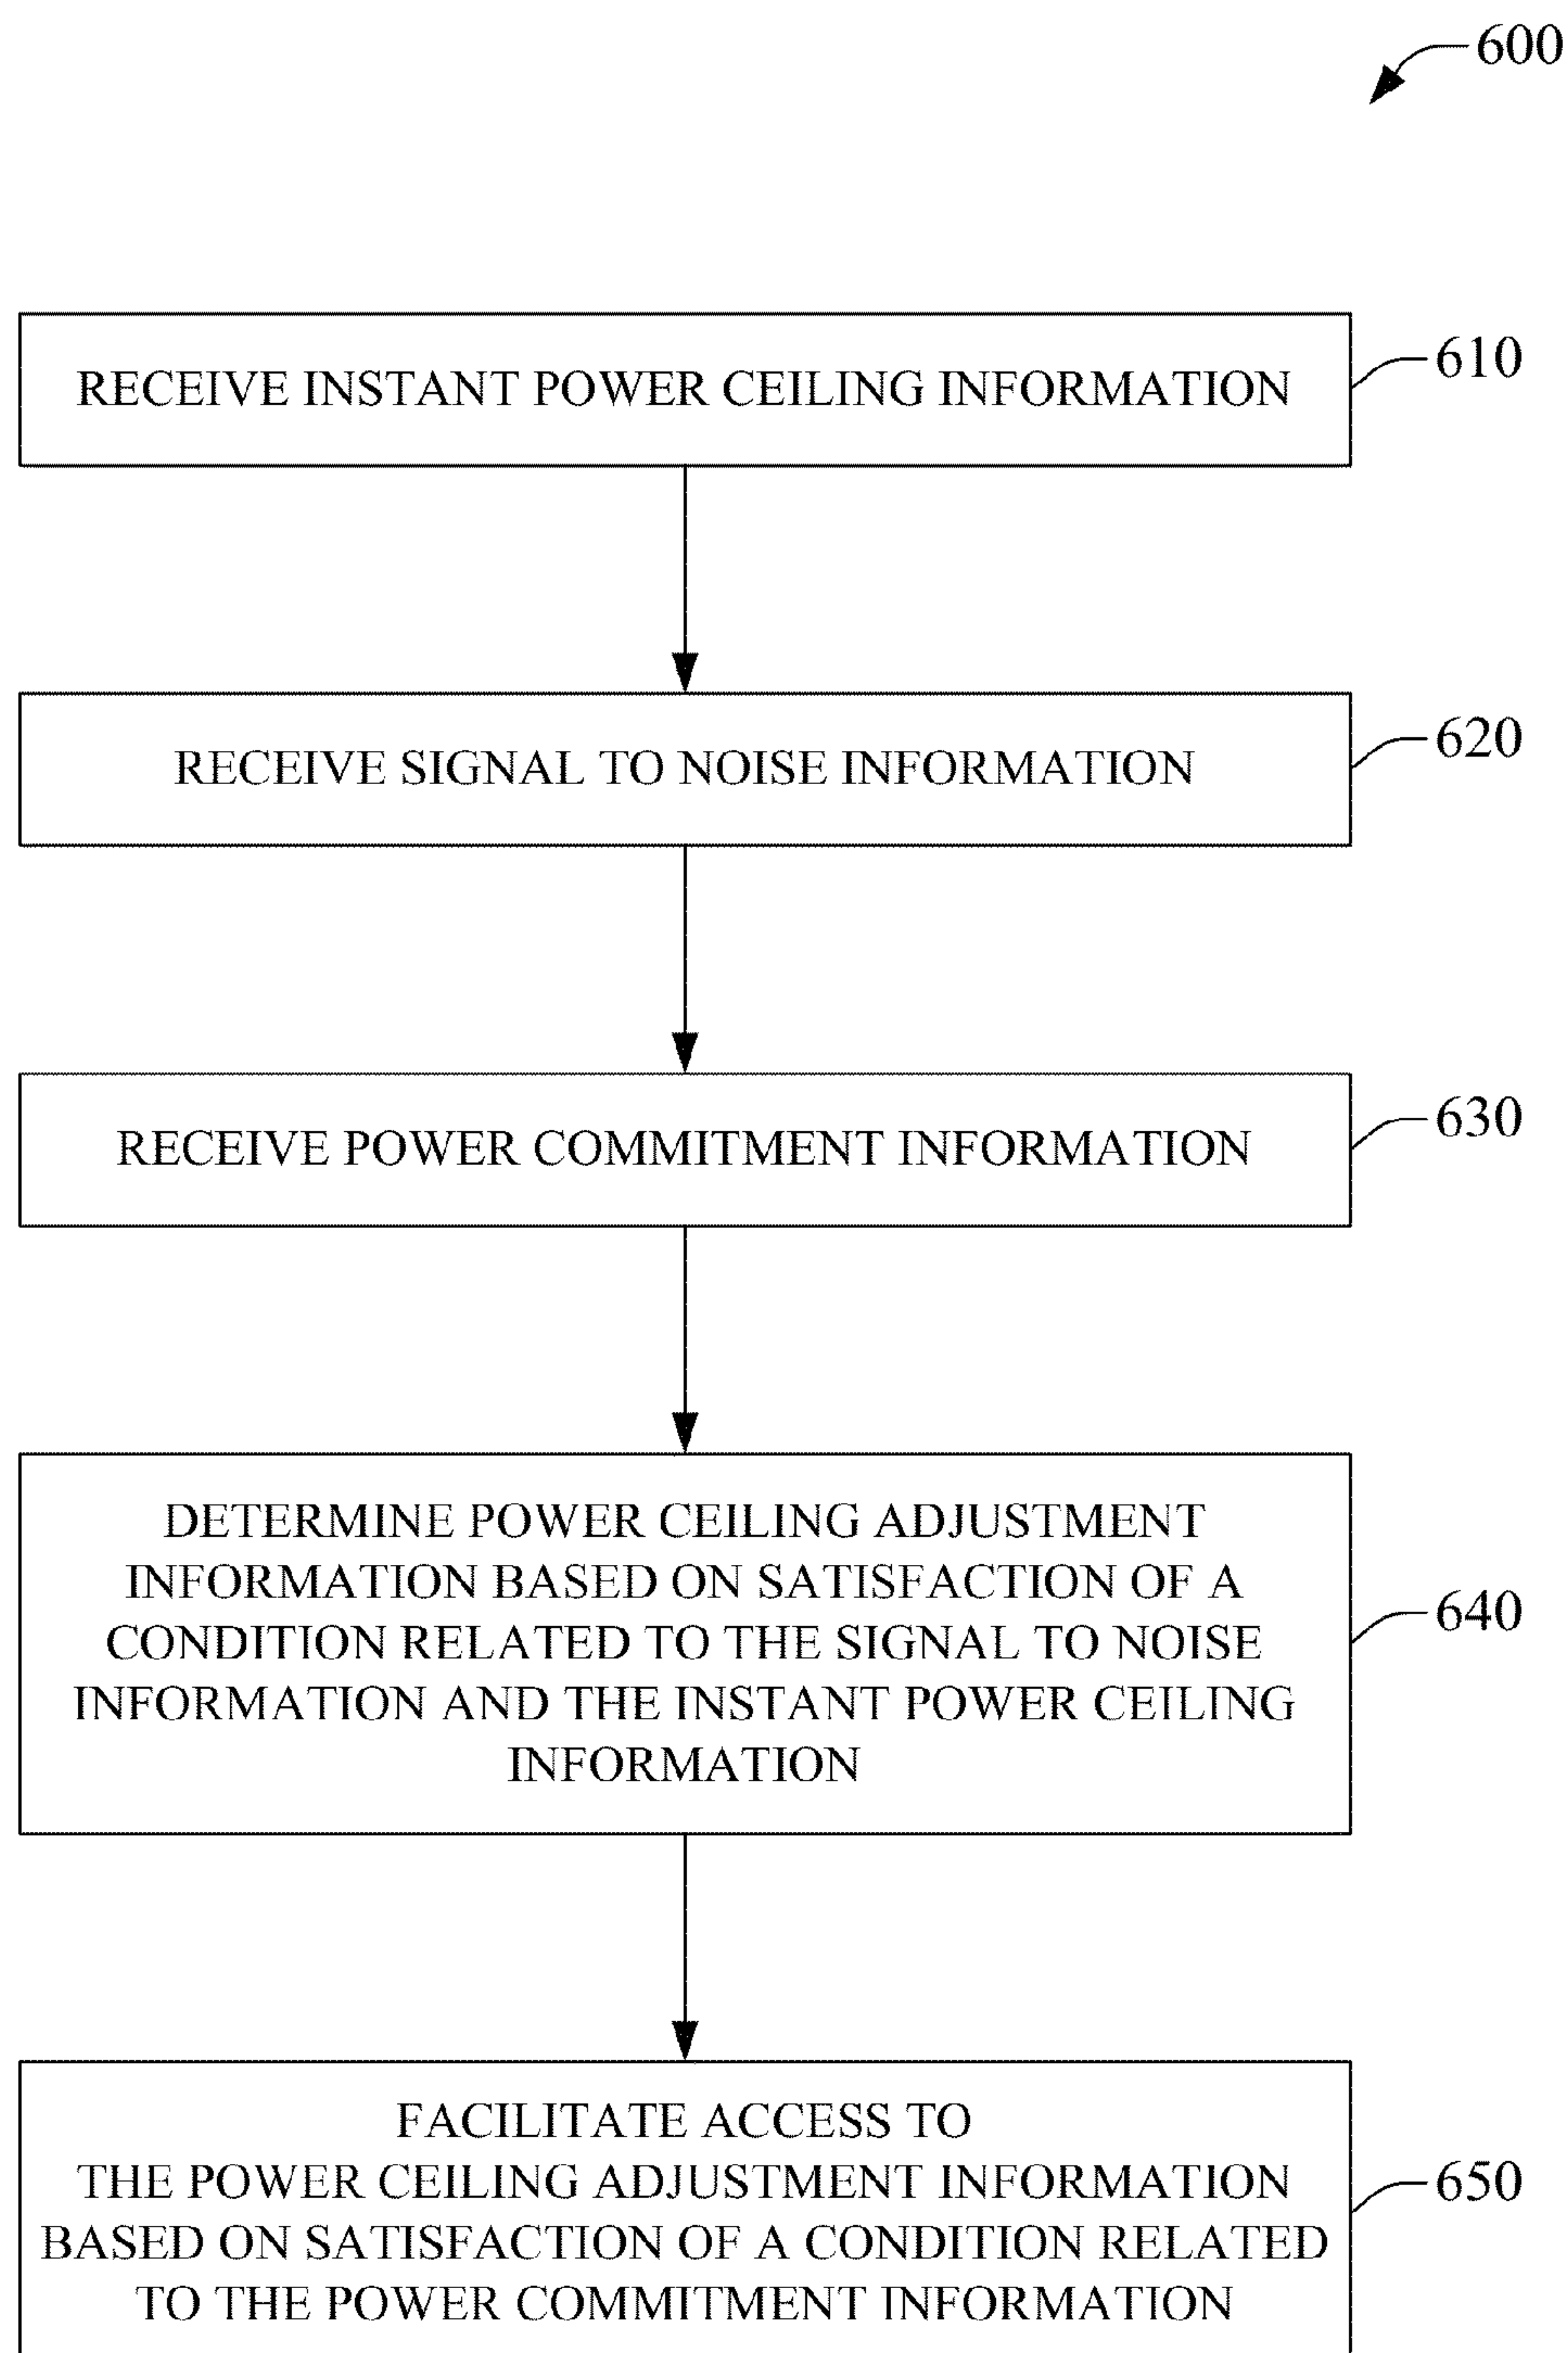 600
RECEIVE INSTANT POWER CEILING INFORMATION
610
RECEIVE SIGNAL TO NOISE INFORMATION
620
RECEIVE POWER COMMITMENT INFORMATION
630
DETERMINE POWER CEILING ADJUSTMENT
INFORMATION BASED ON SATISFACTION OF A
CONDITION RELATED TO THE SIGNAL TO NOISE
INFORMATION AND THE INSTANT POWER CEILING
INFORMATION
640
FACILITATE ACCESS TO
THE POWER CEILING ADJUSTMENT INFORMATION
BASED ON SATISFACTION OF A CONDITION RELATED
TO THE POWER COMMITMENT INFORMATION
650